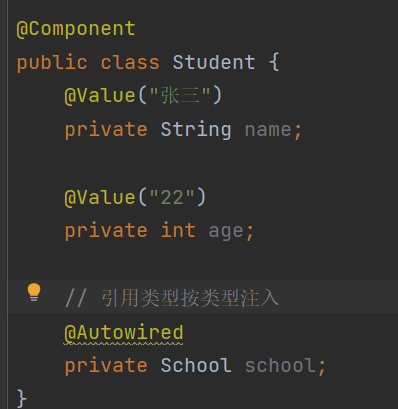 @Component
public class Student {
    @Value("张三")
    private String name;

    @Value("22")
    private int age;

    // 引用类型按类型注入
    @Autowired
    private School school;
}